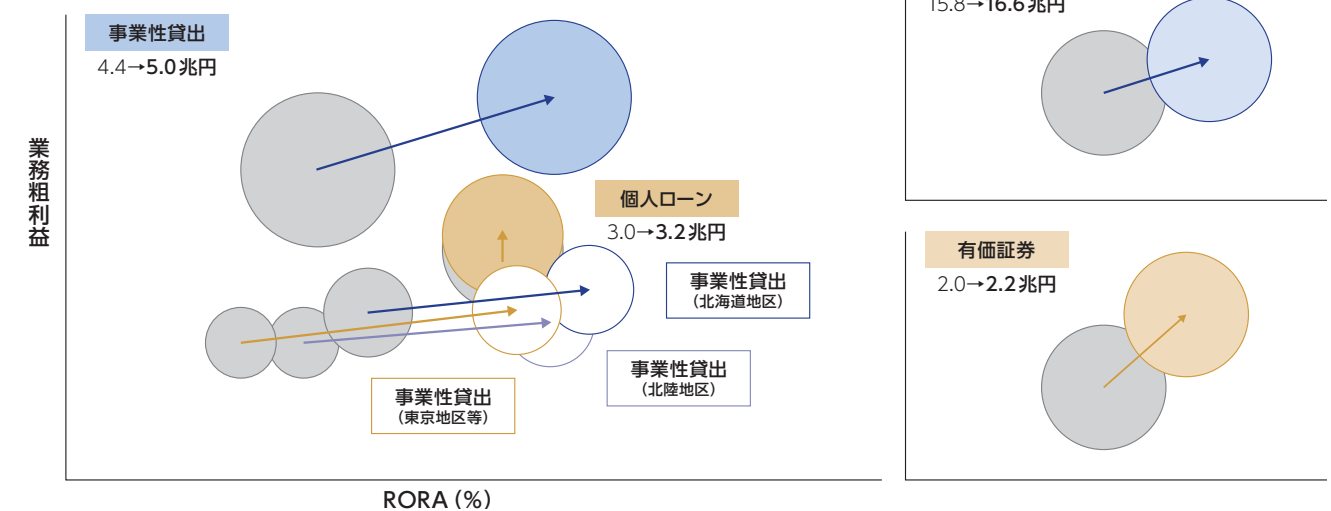 事業性貸出
4.4→5.0兆円
業務粗利益
個人ローン
3.0→3.2兆円
事業性貸出
（北海道地区）
事業性貸出
（北陸地区）
事業性貸出
（東京地区等）
RORA (%)
15.8→16.6兆円
有価証券
2.0→2.2兆円